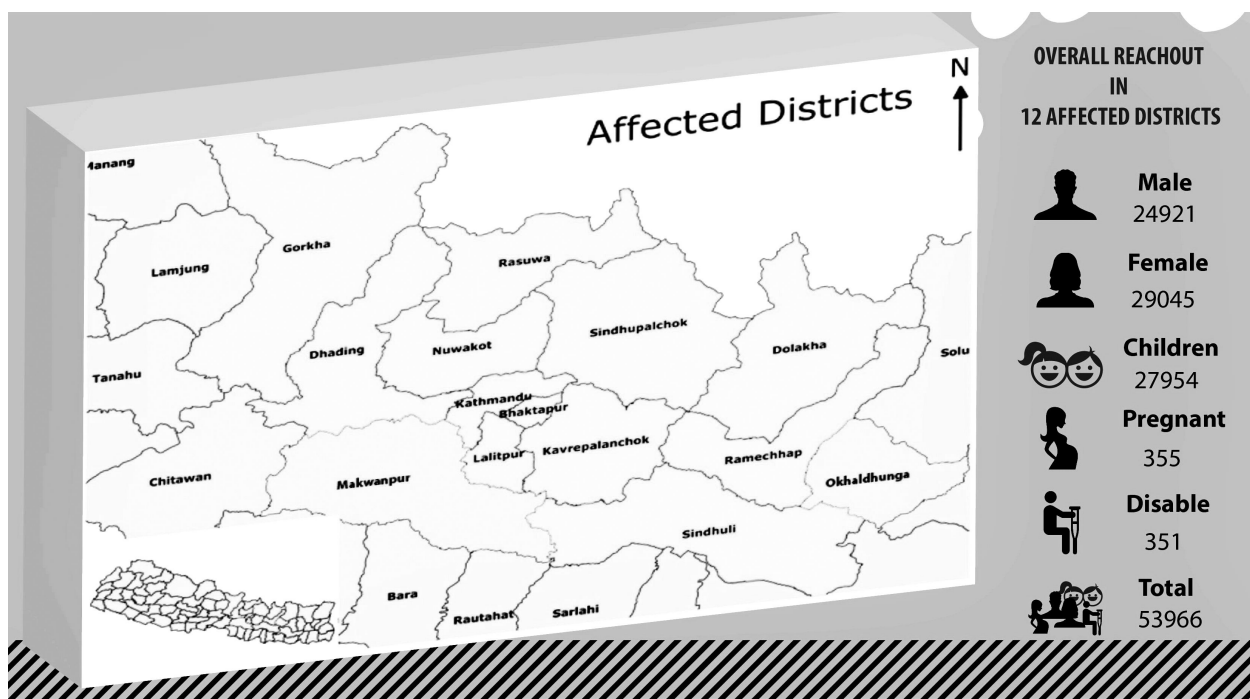 Affected Districts
N
Manang
Lamjung
Gorkha
Rasuwa
Tanahu
Dhading
Nuwakot
Sindhupalchok
Dolakha
Solu
Kathmandu
Bhaktapur
Lalitpur
Kavrepalanchok
Ramechhap
Okhaldhunga
Chitawan
Makwanpur
Sindhuli
Bara
Rautahat
Sarlahi
OVERALL REACHOUT
IN
12 AFFECTED DISTRICTS
Male
24921
Female
29045
Children
27954
Pregnant
355
Disable
351
Total
53966